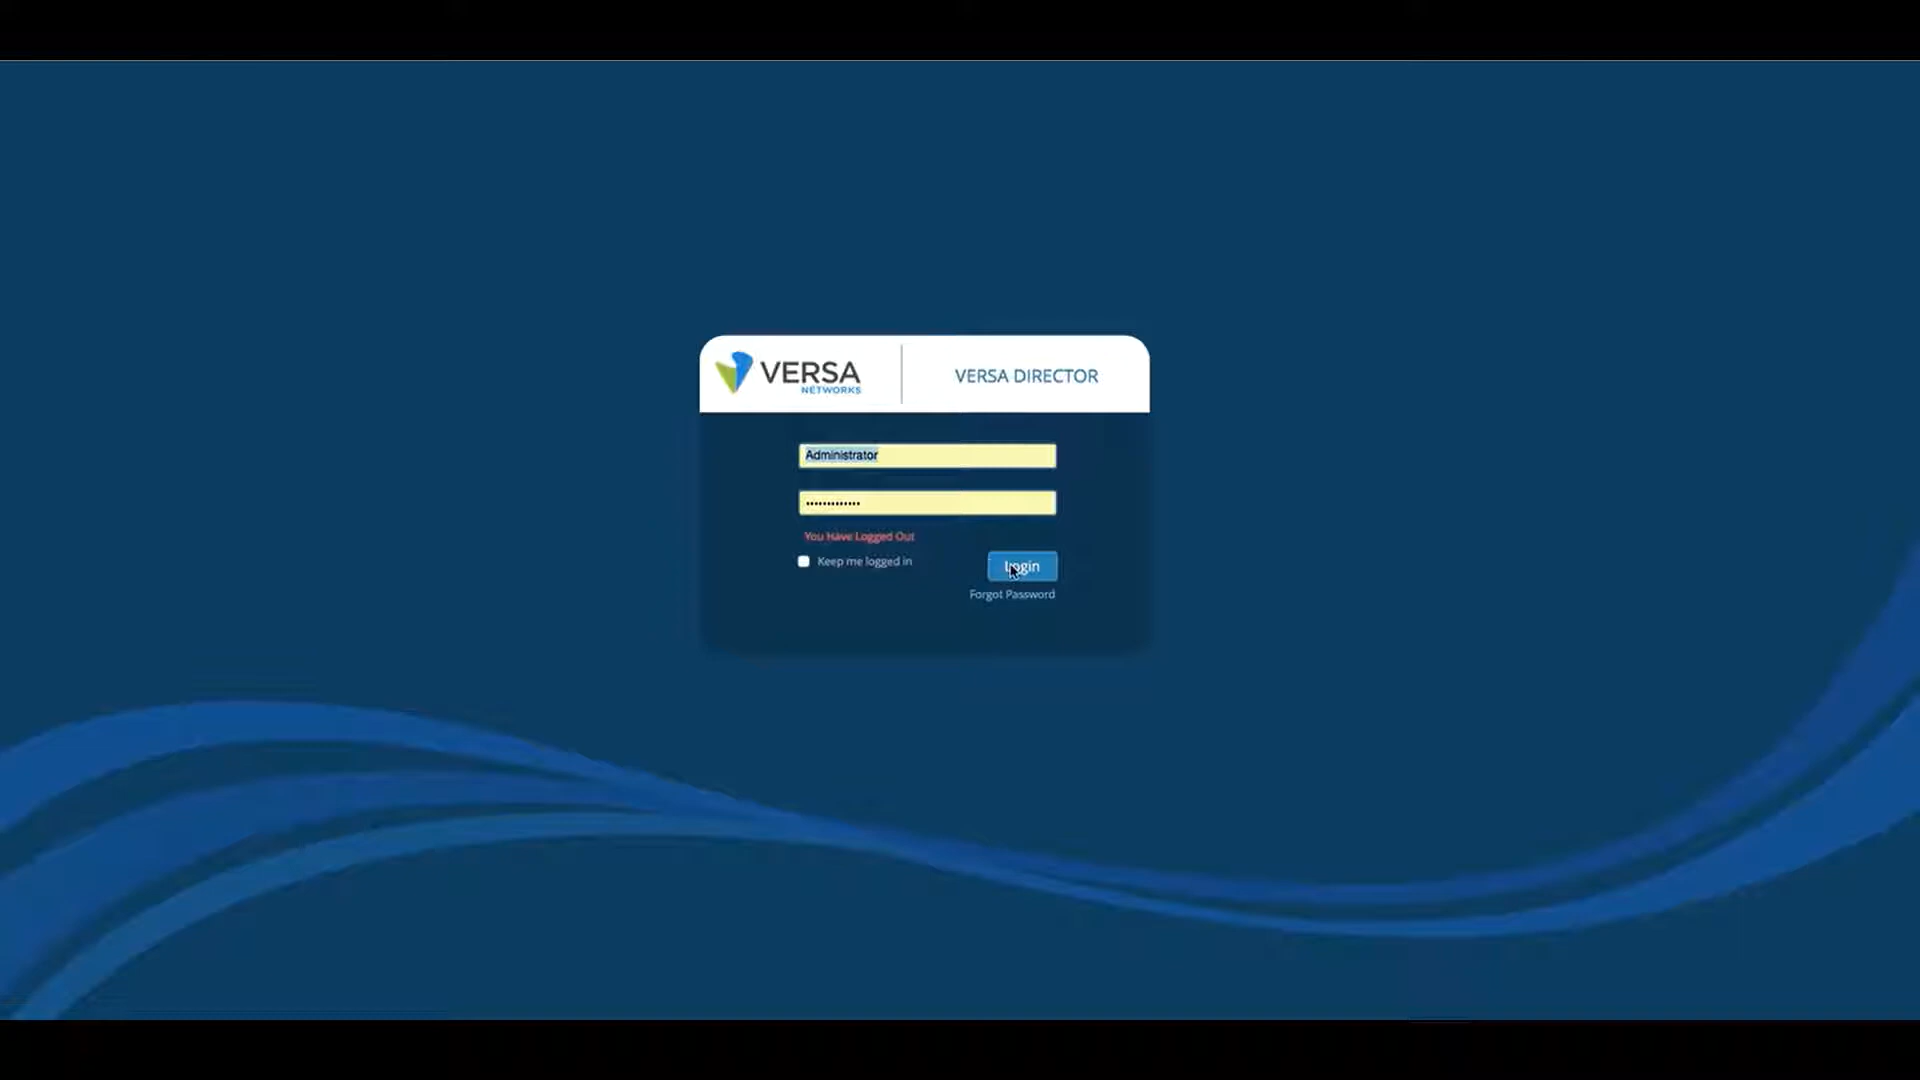 VERSA
NETWORKS
VERSA DIRECTOR
Administrator
•••••••••••••
You Have Logged Out
Keep me logged in
Login
Forgot Password